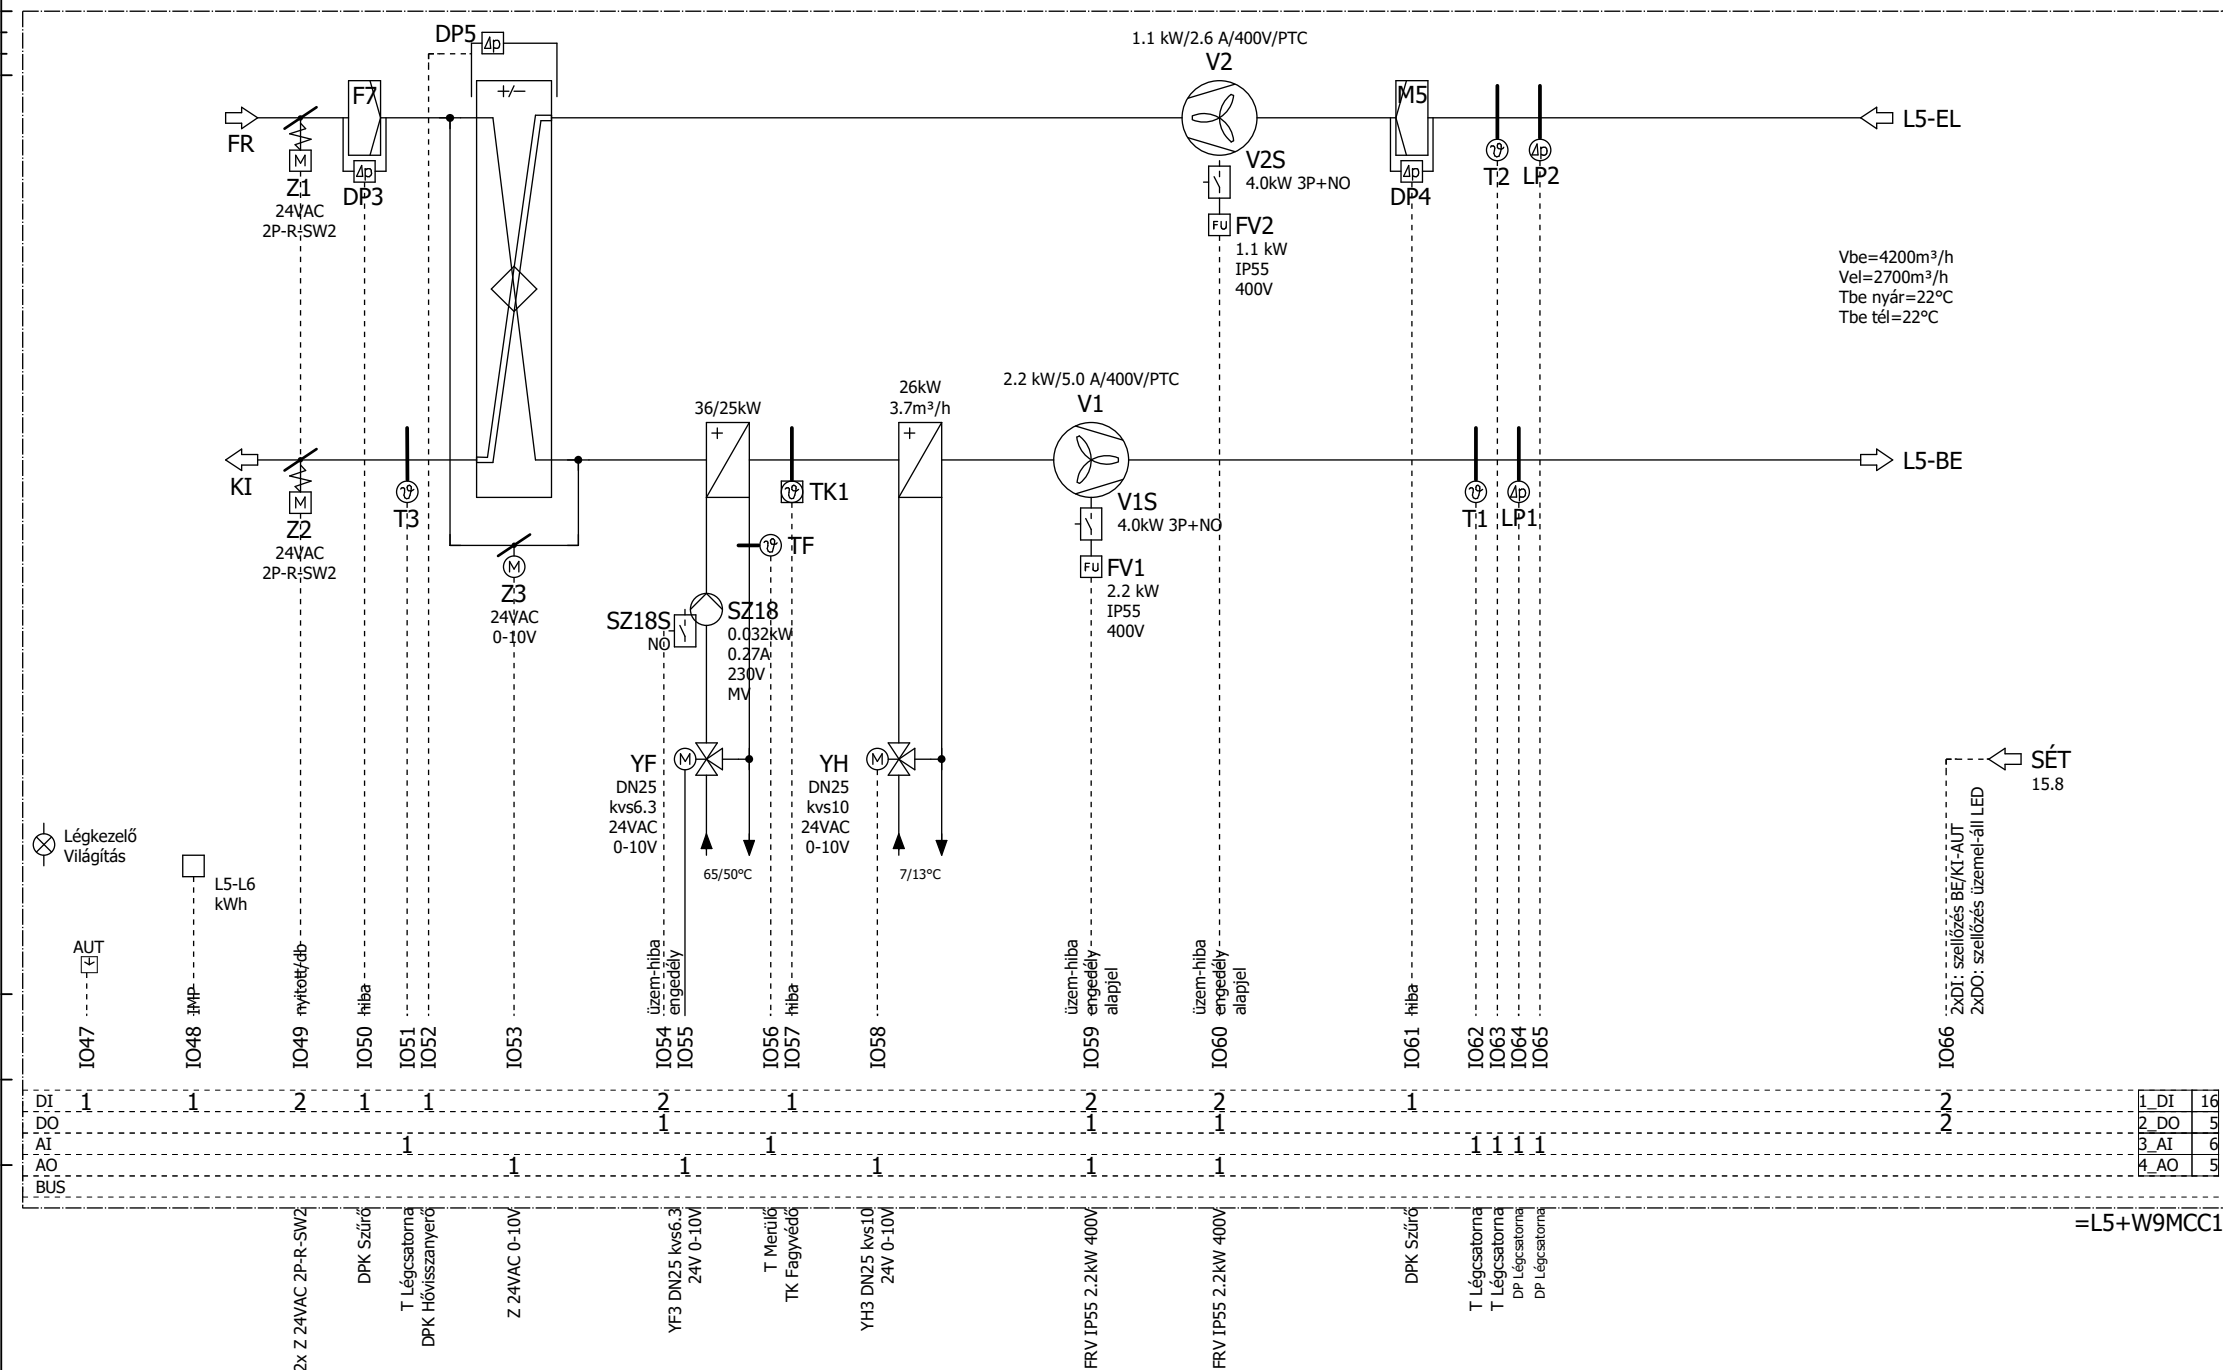 DP5
Δp
1.1 kW/2.6 A/400V/PTC
V2
+/−
F7
M5
FR
L5-EL
M
Z1
24VAC
2P-R-SW2
Δp
DP3
V2S
4.0kW 3P+NO
FU
FV2
1.1 kW
IP55
400V
Δp
DP4
ϑ
T2
Δp
LP2
Vbe=4200m³/h
Vel=2700m³/h
Tbe nyár=22°C
Tbe tél=22°C
36/25kW
+
26kW
3.7m³/h
+
2.2 kW/5.0 A/400V/PTC
V1
KI
L5-BE
M
Z2
24VAC
2P-R-SW2
ϑ
T3
ϑ
TK1
V1S
4.0kW 3P+NO
ϑ
T1
Δp
LP1
ϑ
TF
M
Z3
24VAC
0-10V
FU
FV1
2.2 kW
IP55
400V
SZ18S
NO
SZ18
0.032kW
0.27A
230V
MV
YF
M
DN25
kvs6.3
24VAC
0-10V
YH
M
DN25
kvs10
24VAC
0-10V
SÉT
15.8
65/50°C
7/13°C
Légkezelő
Világítás
L5-L6
kWh
AUT
IMP
nyitott/db
hiba
üzem-hiba
engedély
hiba
üzem-hiba
engedély
alapjel
üzem-hiba
engedély
alapjel
hiba
2xDI: szellőzés BE/KI-AUT
2xDO: szellőzés üzemel-áll LED
IO47
IO48
IO49
IO50
IO51
IO52
IO53
IO54
IO55
IO56
IO57
IO58
IO59
IO60
IO61
IO62
IO63
IO64
IO65
IO66
DI 1 1 2 1 1 2 1 2 2 1 2 1_DI 16
DO 1 1 1 2 2_DO 5
AI 1 1 1 1 1 1 3_AI 6
AO 1 1 1 1 1 4_AO 5
BUS
=L5+W9MCC1
2x Z 24VAC 2P-R-SW2
DPK Szűrő
T Légcsatorna
DPK Hővisszanyerő
Z 24VAC 0-10V
YF3 DN25 kvs6.3
24V 0-10V
T Merülő
TK Fagyvédő
YH3 DN25 kvs10
24V 0-10V
FRV IP55 2.2kW 400V
FRV IP55 2.2kW 400V
DPK Szűrő
T Légcsatorna
T Légcsatorna
DP Légcsatorna
DP Légcsatorna